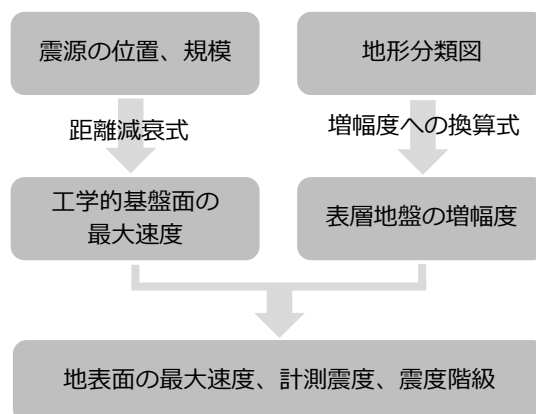 震源の位置、規模
地形分類図
距離減衰式
増幅度への換算式
工学的基盤面の
最大速度
表層地盤の増幅度
地表面の最大速度、計測震度、震度階級